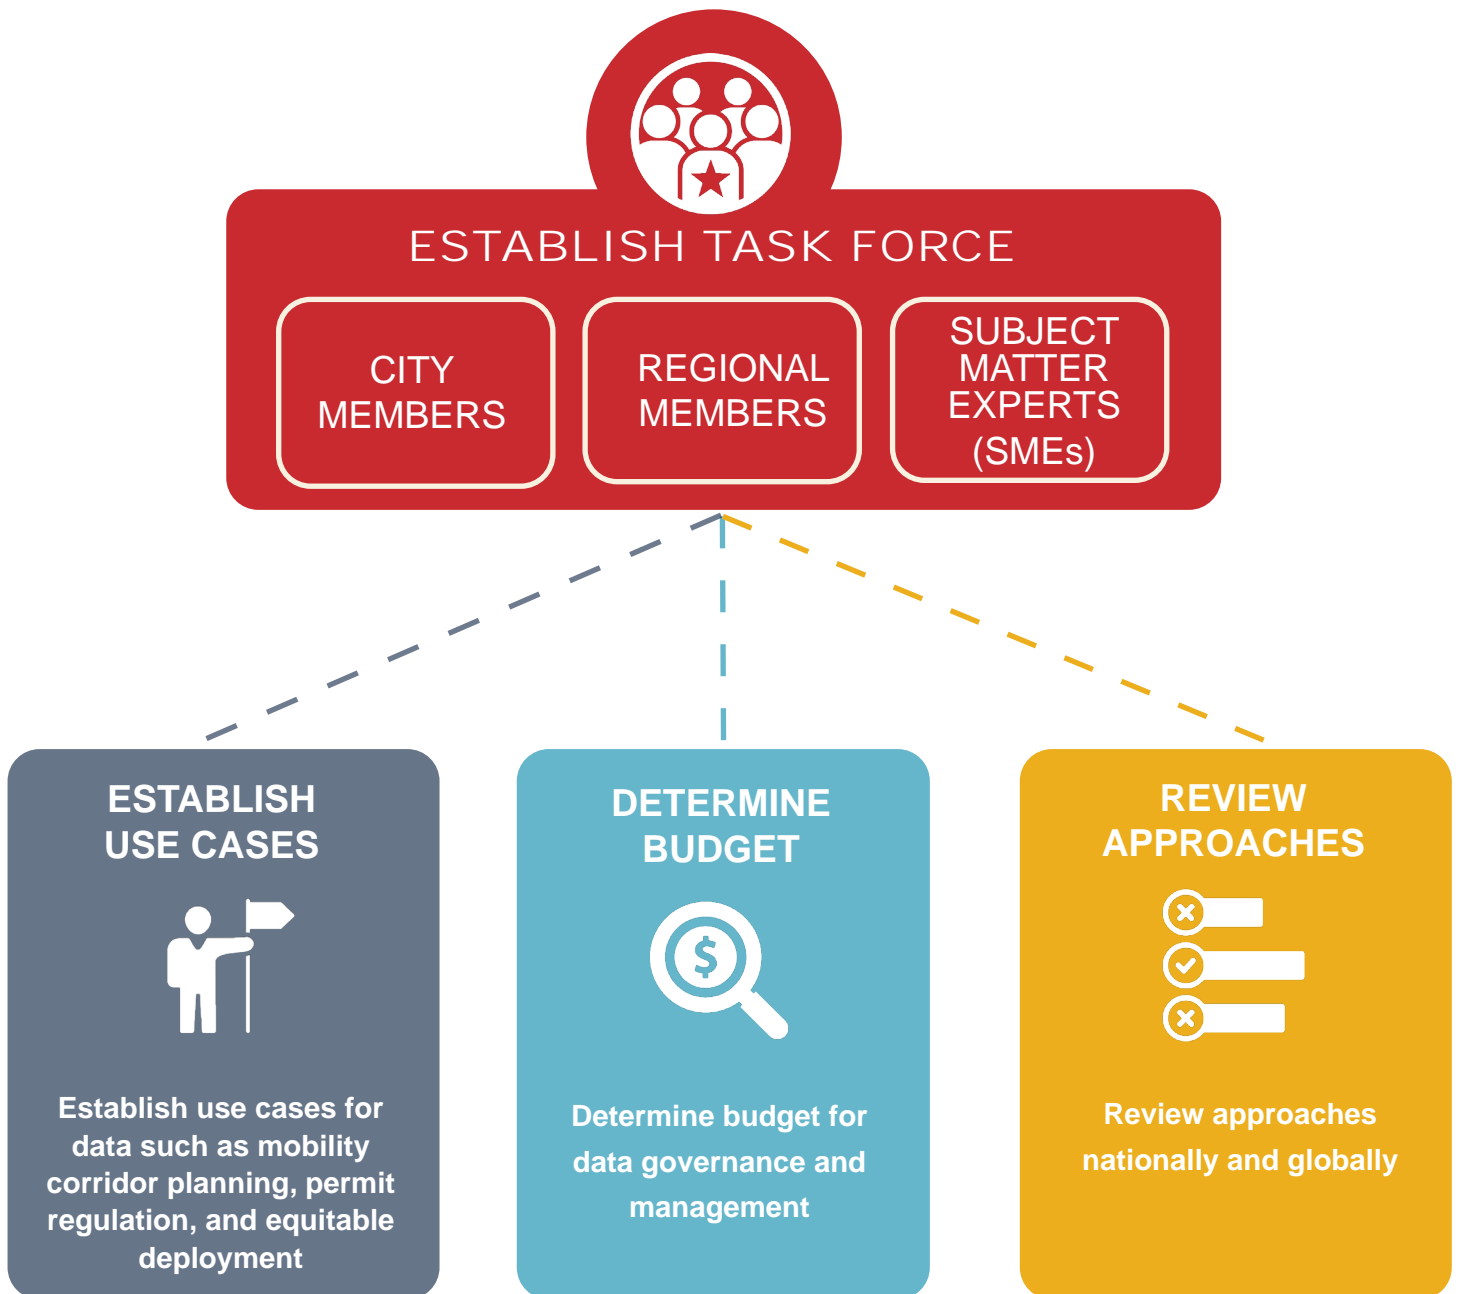 ESTABLISH TASK FORCE
CITY
MEMBERS
REGIONAL
MEMBERS
SUBJECT
MATTER
EXPERTS
(SMEs)
ESTABLISH
USE CASES
Establish use cases for
data such as mobility
corridor planning, permit
regulation, and equitable
deployment
DETERMINE
BUDGET
$
Determine budget for
data governance and
management
REVIEW
APPROACHES
Review approaches
nationally and globally